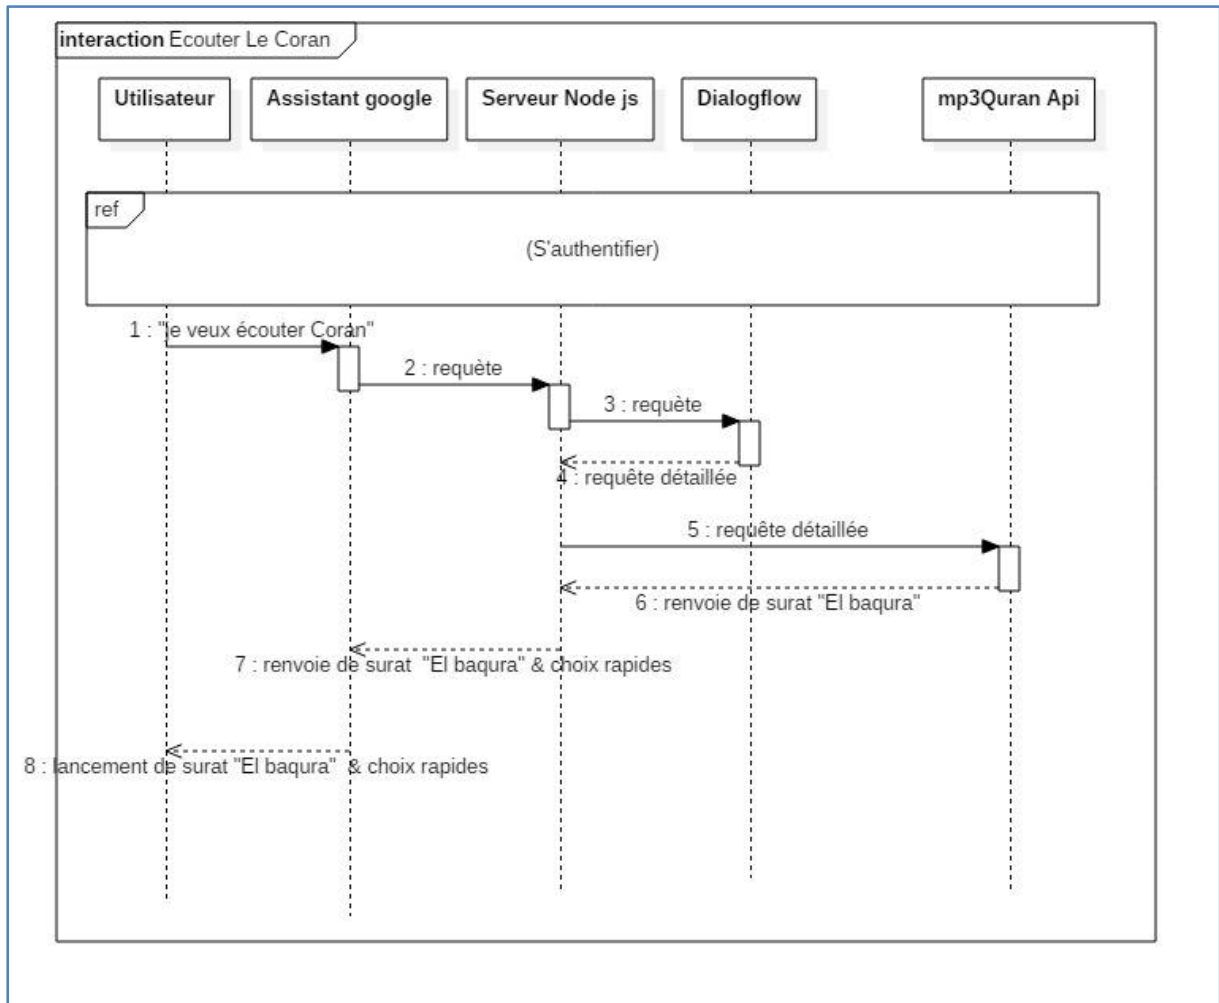 interaction Ecouter Le Coran
Utilisateur
Assistant google
Serveur Node js
Dialogflow
mp3Quran Api
ref
(S'authentifier)
1 : "je veux écouter Coran"
2 : requète
3 : requète
4 : requête détaillée
5 : requête détaillée
6 : renvoie de surat "El baqura"
7 : renvoie de surat "El baqura" & choix rapides
8 : lancement de surat "El baqura" & choix rapides